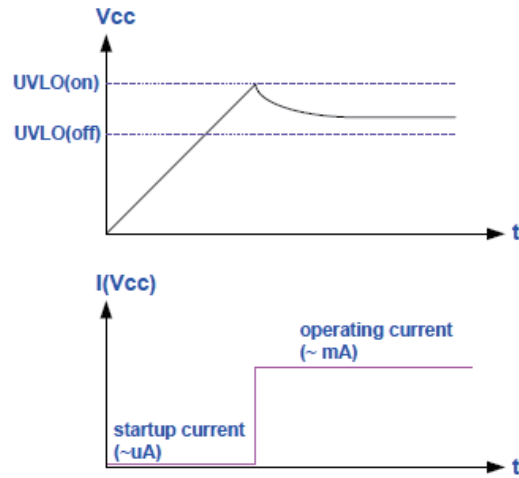 Vcc
UVLO(on)
UVLO(off)
t
I(Vcc)
operating current
(~ mA)
startup current
(~uA)
t